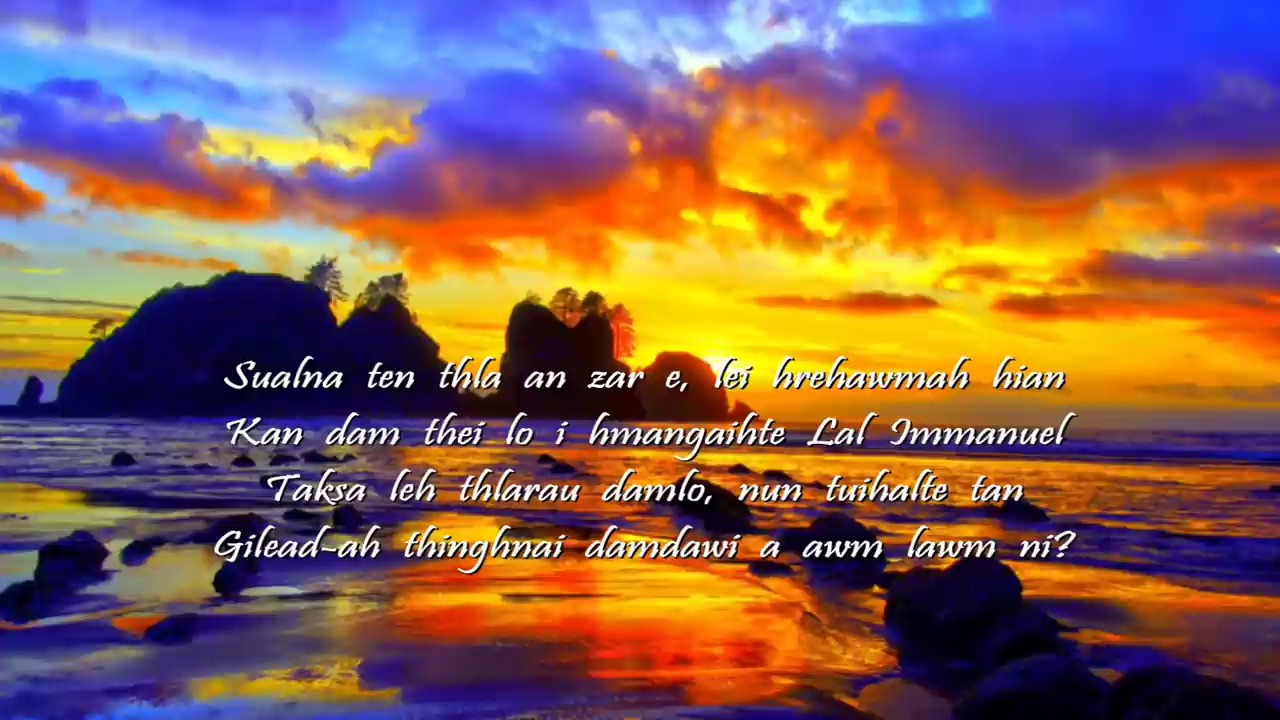 Sualna ten thla an zar e, lei hrehawmah hian
Kan dam thei lo i hmangaihte Lal Immanuel
Taksa leh thlarau damlo, nun tuihalte tan
Gilead-ah thinghnai damdawi a awm lawm ni?